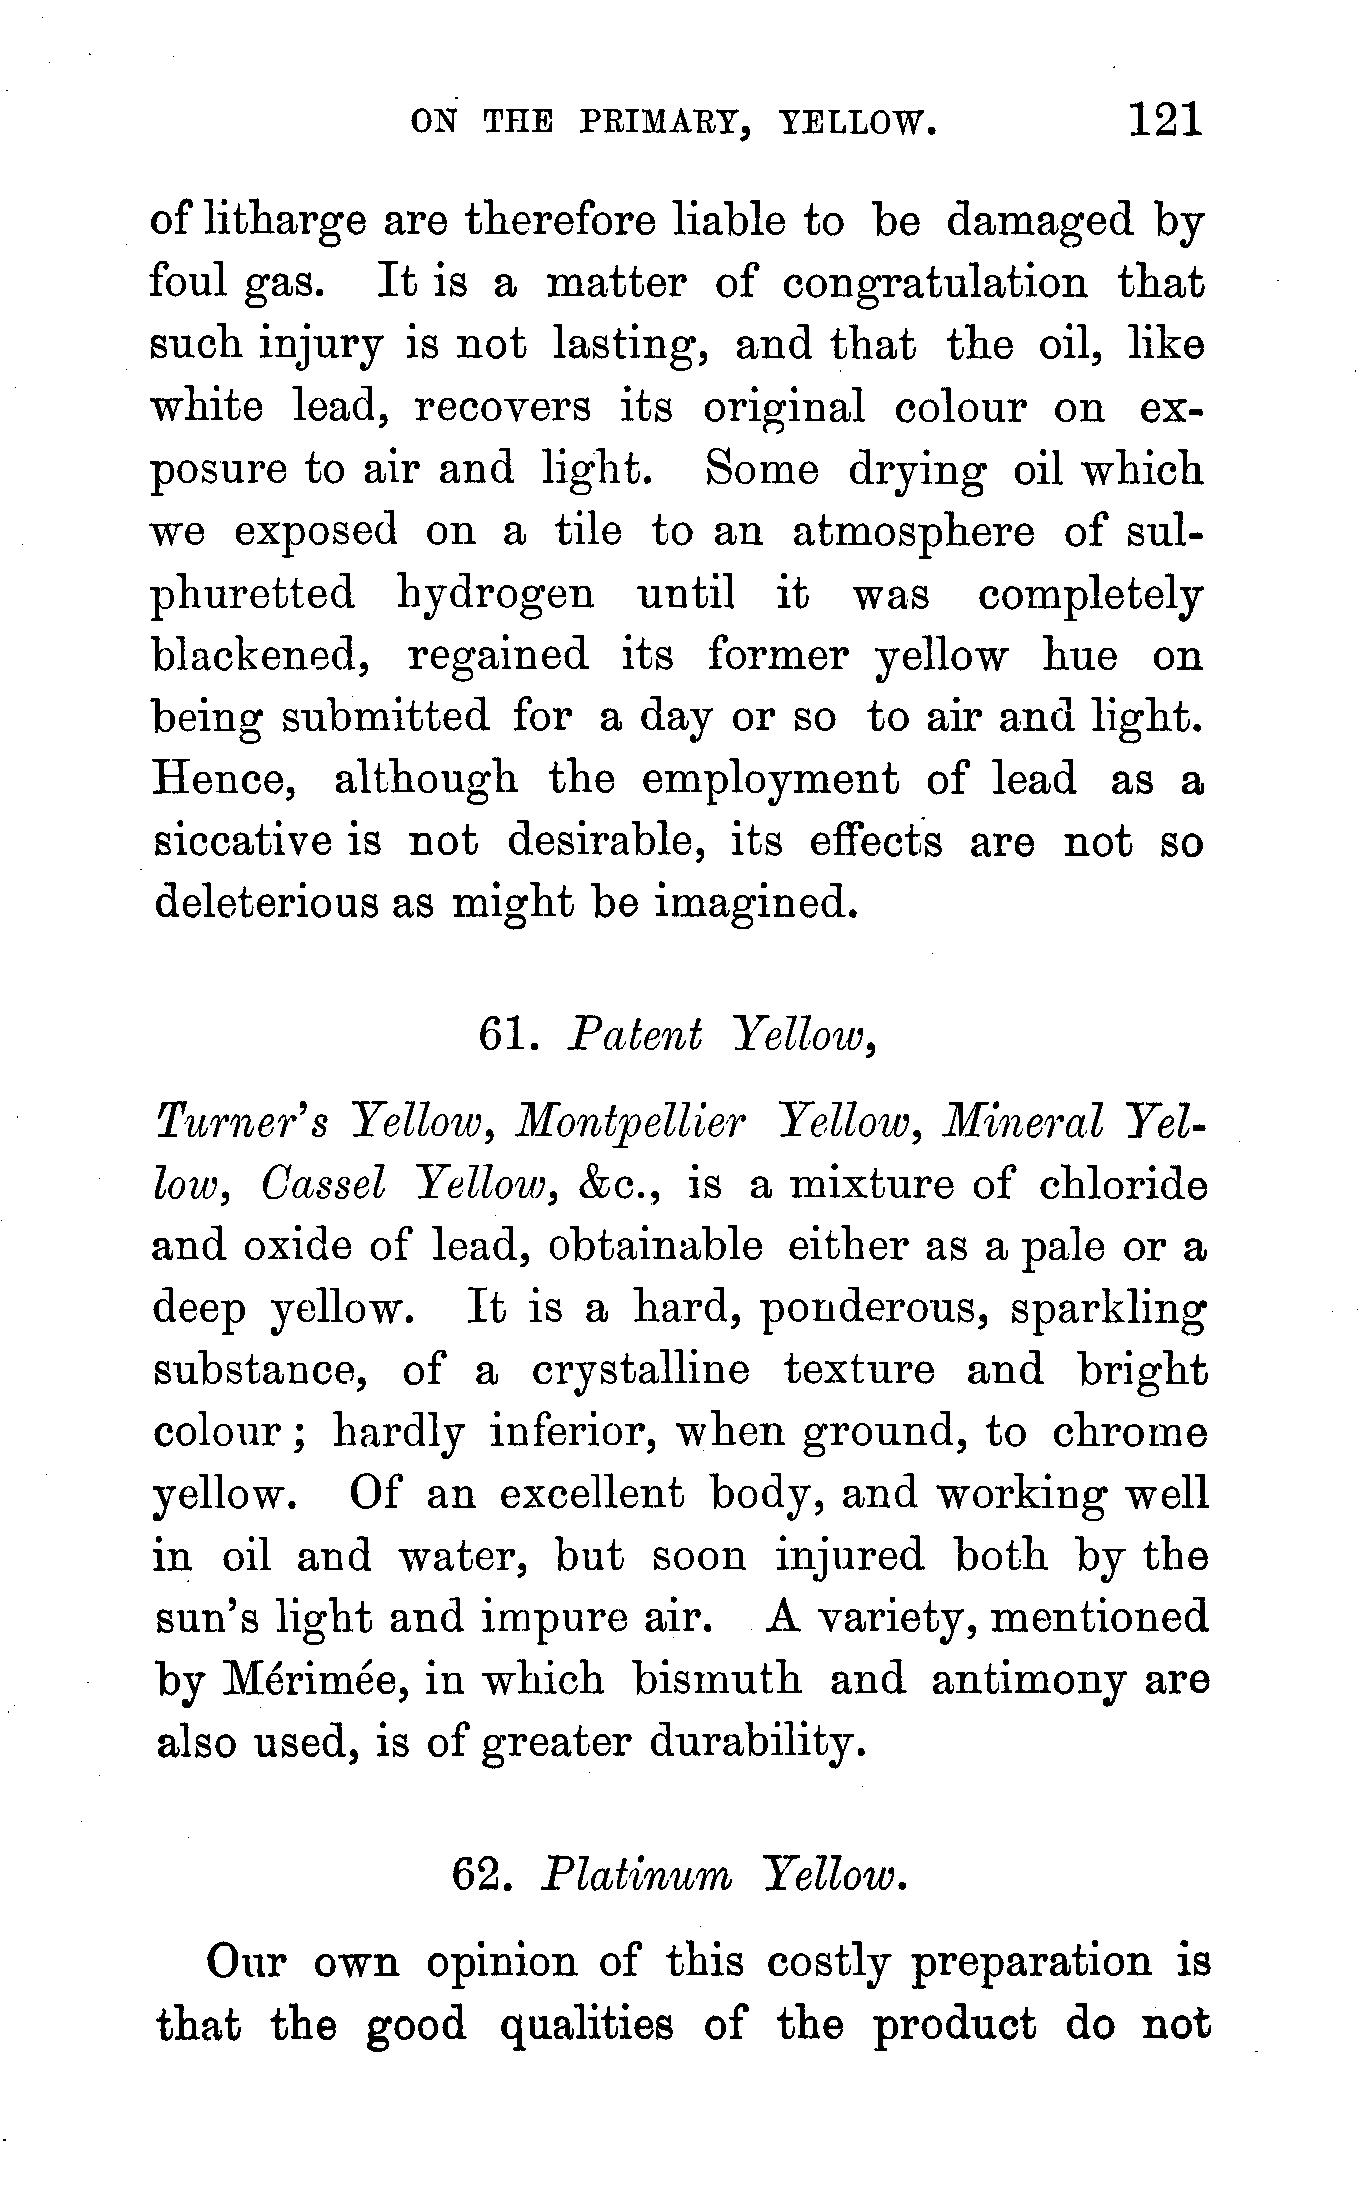 ON THE PRIMARY, YELLOW. 121
of litharge are therefore liable to be damaged by
foul gas. It is a matter of congratulation that
such injury is not lasting, and that the oil, like
white lead, recovers its original colour on ex-
posure to air and light. Some drying oil which
we exposed on a tile to an atmosphere of sul-
phuretted hydrogen until it was completely
blackened, regained its former yellow hue on
being submitted for a day or so to air and light.
Hence, although the employment of lead as a
siccative is not desirable, its effects are not so
deleterious as might be imagined.
61. Patent Yellow,
Turner's Yellow, Montpellier Yellow, Mineral Yel-
low, Cassel Yellow, &c., is a mixture of chloride
and oxide of lead, obtainable either as a pale or a
deep yellow. It is a hard, ponderous, sparkling
substance, of a crystalline texture and bright
colour; hardly inferior, when ground, to chrome
yellow. Of an excellent body, and working well
in oil and water, but soon injured both by the
sun's light and impure air. A variety, mentioned
by Mérimée, in which bismuth and antimony are
also used, is of greater durability.
62. Platinum Yellow.
Our own opinion of this costly preparation is
that the good qualities of the product do not